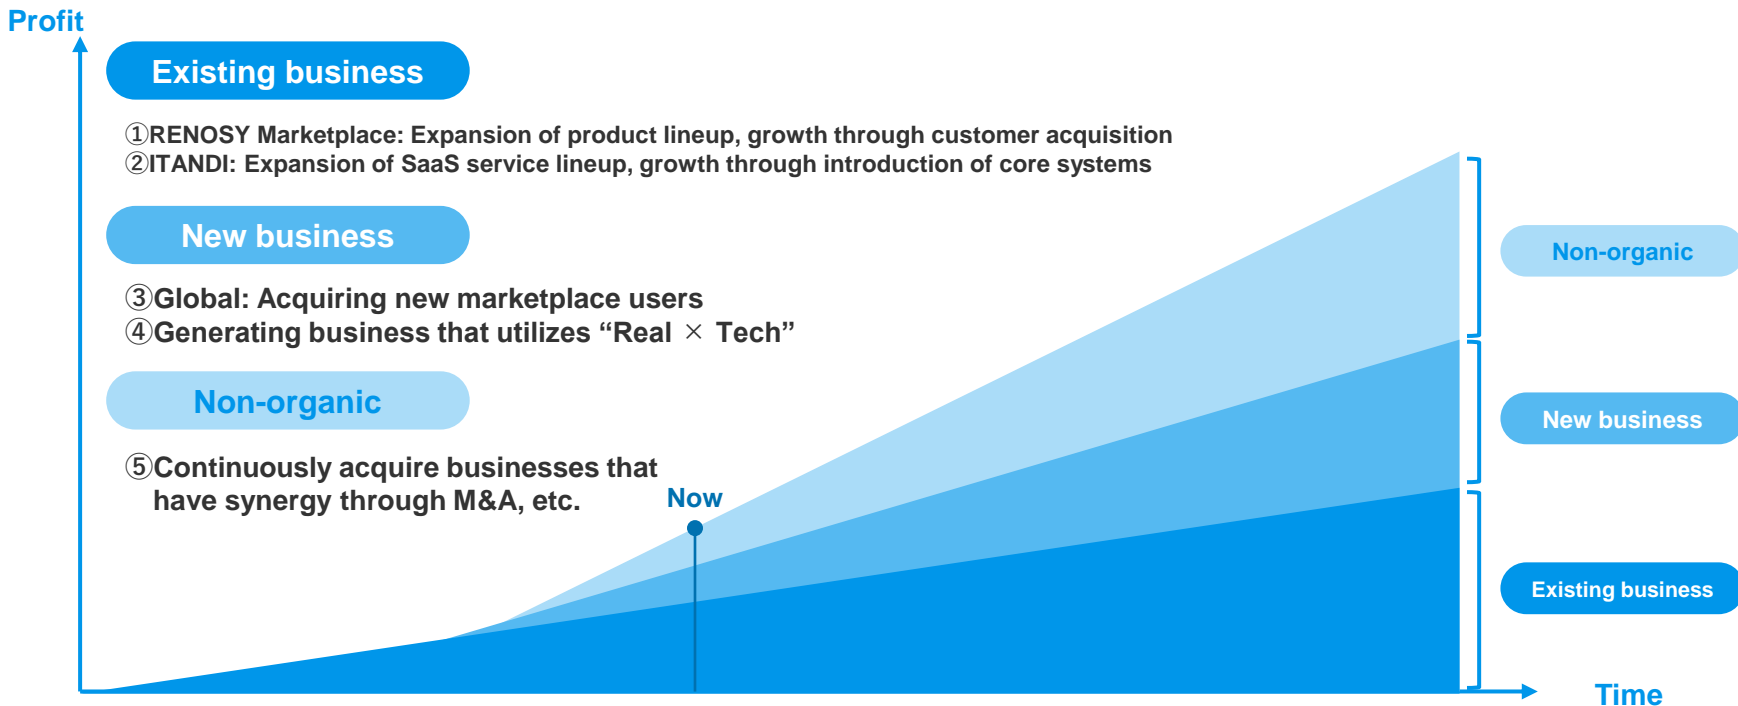 Profit
Existing business
①RENOSY Marketplace: Expansion of product lineup, growth through customer acquisition
②ITANDI: Expansion of SaaS service lineup, growth through introduction of core systems
New business
③Global: Acquiring new marketplace users
④Generating business that utilizes “Real × Tech”
Non-organic
⑤Continuously acquire businesses that
have synergy through M&A, etc.
Now
Non-organic
New business
Existing business
Time